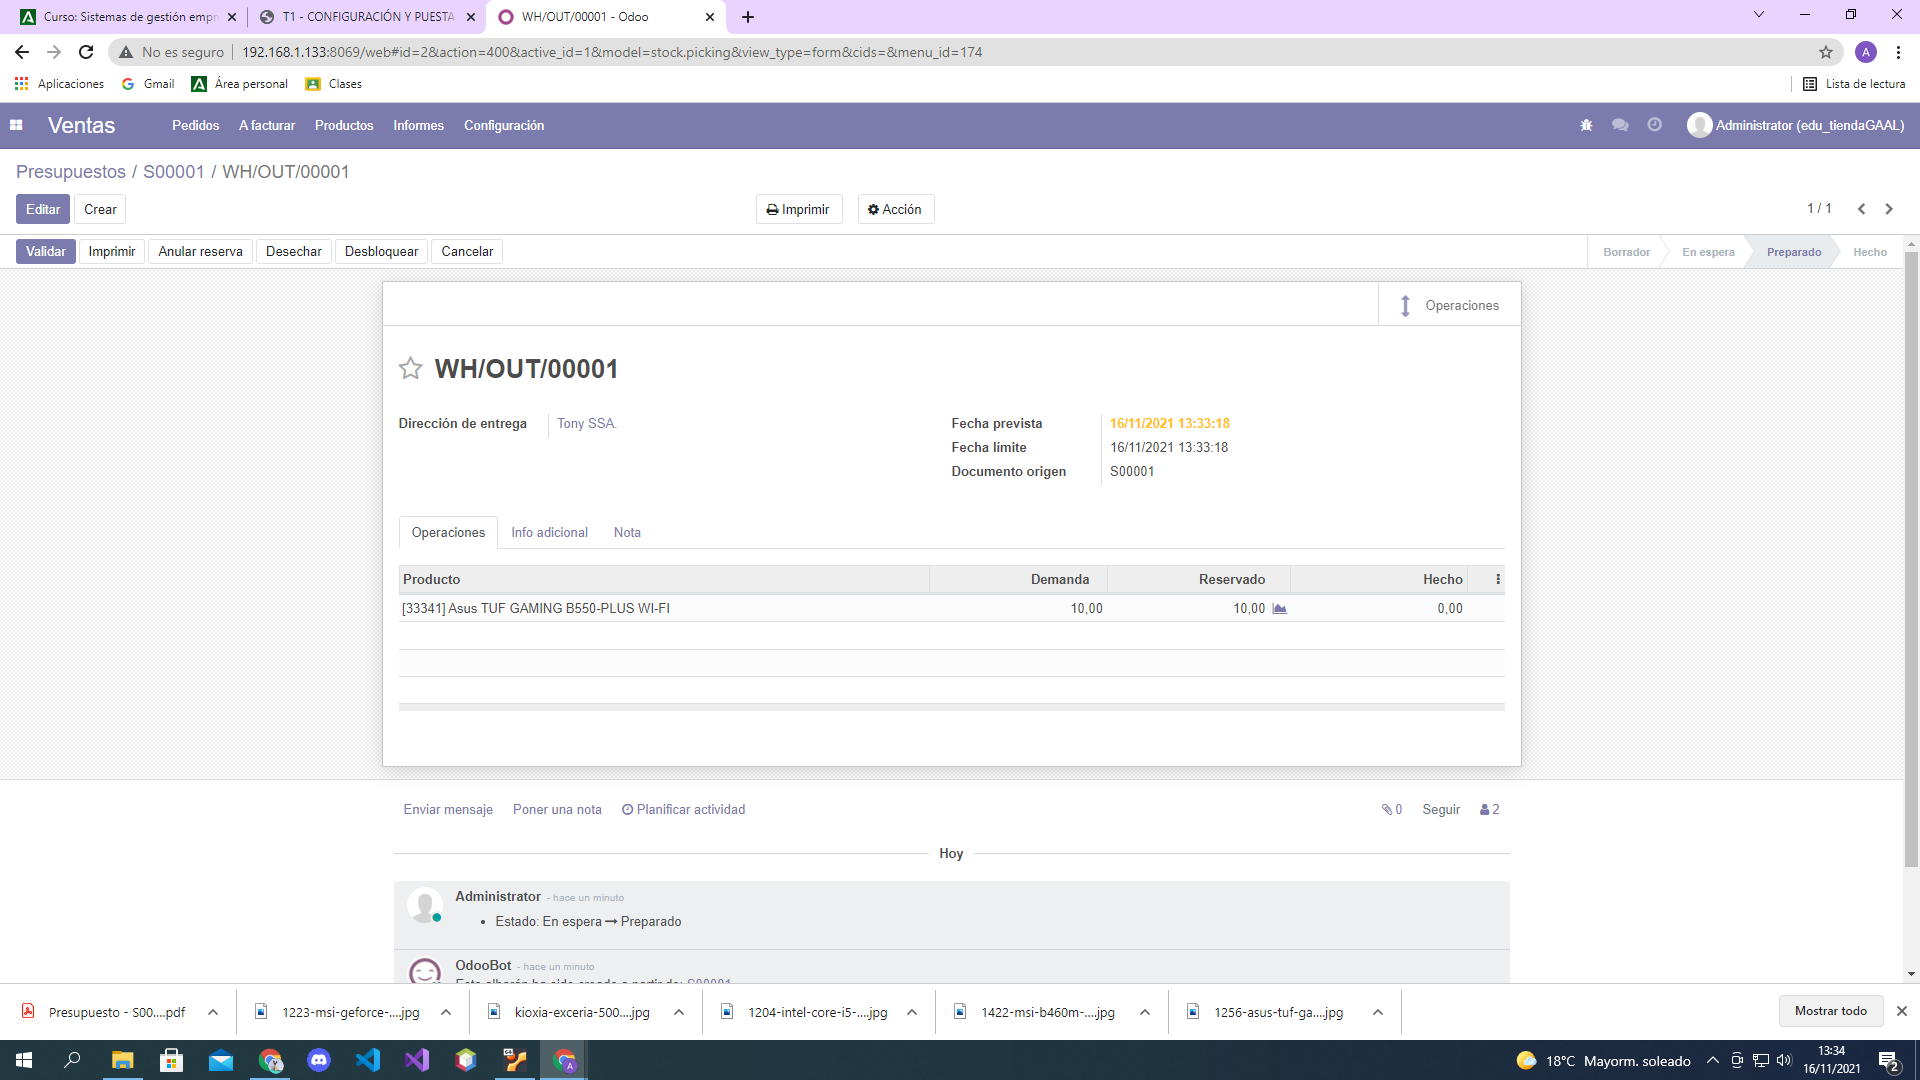 Curso: Sistemas de gestión empr
T1 - CONFIGURACIÓN Y PUESTA
WH/OUT/00001 - Odoo
No es seguro
192.168.1.133:8069/web#id=2&action=400&active_id=1&model=stock.picking&view_type=form&cids=&menu_id=174
A
Aplicaciones
Gmail
Área personal
Clases
Lista de lectura
Ventas
Pedidos
A facturar
Productos
Informes
Configuración
Administrator (edu_tiendaGAAL)
Presupuestos / S00001 / WH/OUT/00001
Editar
Crear
Imprimir
Acción
1 / 1
Validar
Imprimir
Anular reserva
Desechar
Desbloquear
Cancelar
Borrador
En espera
Preparado
Hecho
Operaciones
WH/OUT/00001
Dirección de entrega
Tony SSA.
Fecha prevista
16/11/2021 13:33:18
Fecha límite
16/11/2021 13:33:18
Documento origen
S00001
Operaciones
Info adicional
Nota
Producto
Demanda
Reservado
Hecho
[33341] Asus TUF GAMING B550-PLUS WI-FI
10,00
10,00
0,00
Enviar mensaje
Poner una nota
Planificar actividad
0
Seguir
2
Hoy
Administrator - hace un minuto
• Estado: En espera → Preparado
OdooBot - hace un minuto
Este albarán ha sido creado a partir de: S00001
Presupuesto - S00....pdf
1223-msi-geforce-....jpg
kioxia-exceria-500....jpg
1204-intel-core-i5-....jpg
1422-msi-b460m-....jpg
1256-asus-tuf-ga....jpg
Mostrar todo
18°C Mayorm. soleado
13:34
16/11/2021
2